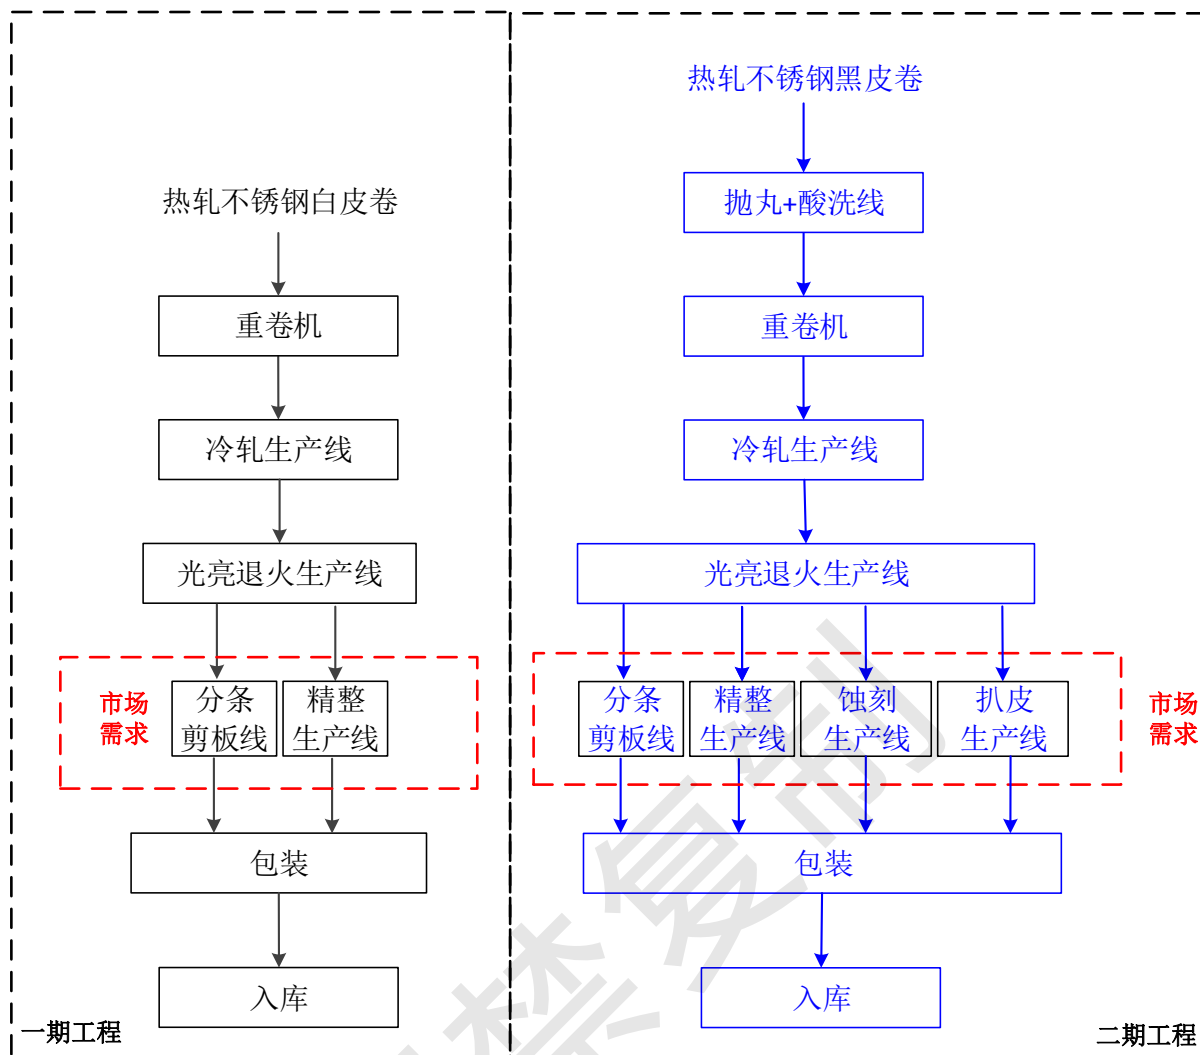 热轧不锈钢白皮卷
重卷机
冷轧生产线
光亮退火生产线
市场
需求
分条
剪板线
精整
生产线
包装
入库
一期工程
热轧不锈钢黑皮卷
抛丸+酸洗线
重卷机
冷轧生产线
光亮退火生产线
分条
剪板线
精整
生产线
蚀刻
生产线
扒皮
生产线
市场
需求
包装
入库
二期工程
禁复制